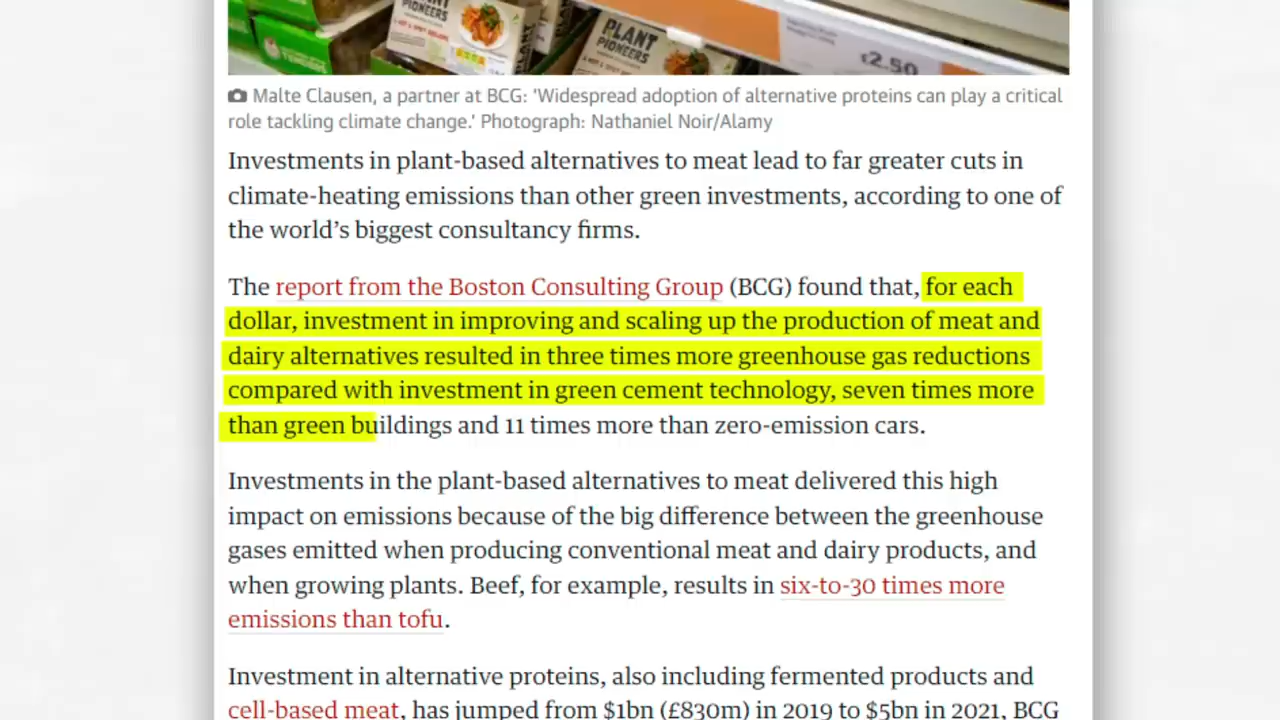 PIONEERS
PLANT
PIONEERS
£2.50
Malte Clausen, a partner at BCG: 'Widespread adoption of alternative proteins can play a critical
role tackling climate change.' Photograph: Nathaniel Noir/Alamy
Investments in plant-based alternatives to meat lead to far greater cuts in
climate-heating emissions than other green investments, according to one of
the world’s biggest consultancy firms.
The report from the Boston Consulting Group (BCG) found that, for each
dollar, investment in improving and scaling up the production of meat and
dairy alternatives resulted in three times more greenhouse gas reductions
compared with investment in green cement technology, seven times more
than green buildings and 11 times more than zero-emission cars.
Investments in the plant-based alternatives to meat delivered this high
impact on emissions because of the big difference between the greenhouse
gases emitted when producing conventional meat and dairy products, and
when growing plants. Beef, for example, results in six-to-30 times more
emissions than tofu.
Investment in alternative proteins, also including fermented products and
cell-based meat, has jumped from $1bn (£830m) in 2019 to $5bn in 2021, BCG